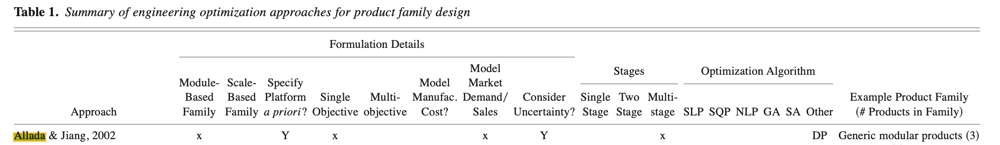 Table 1. Summary of engineering optimization approaches for product family design
Formulation Details
Model
Stages Optimization Algorithm
Module- Scale- Specify Model Market
Based Based Platform Single Multi- Manufac. Demand/ Consider Single Two Multi- Example Product Family
Approach Family Family a priori? Objective objective Cost? Sales Uncertainty? Stage Stage stage SLP SQP NLP GA SA Other (# Products in Family)
Allada & Jiang, 2002 x Y x x Y x DP Generic modular products (3)